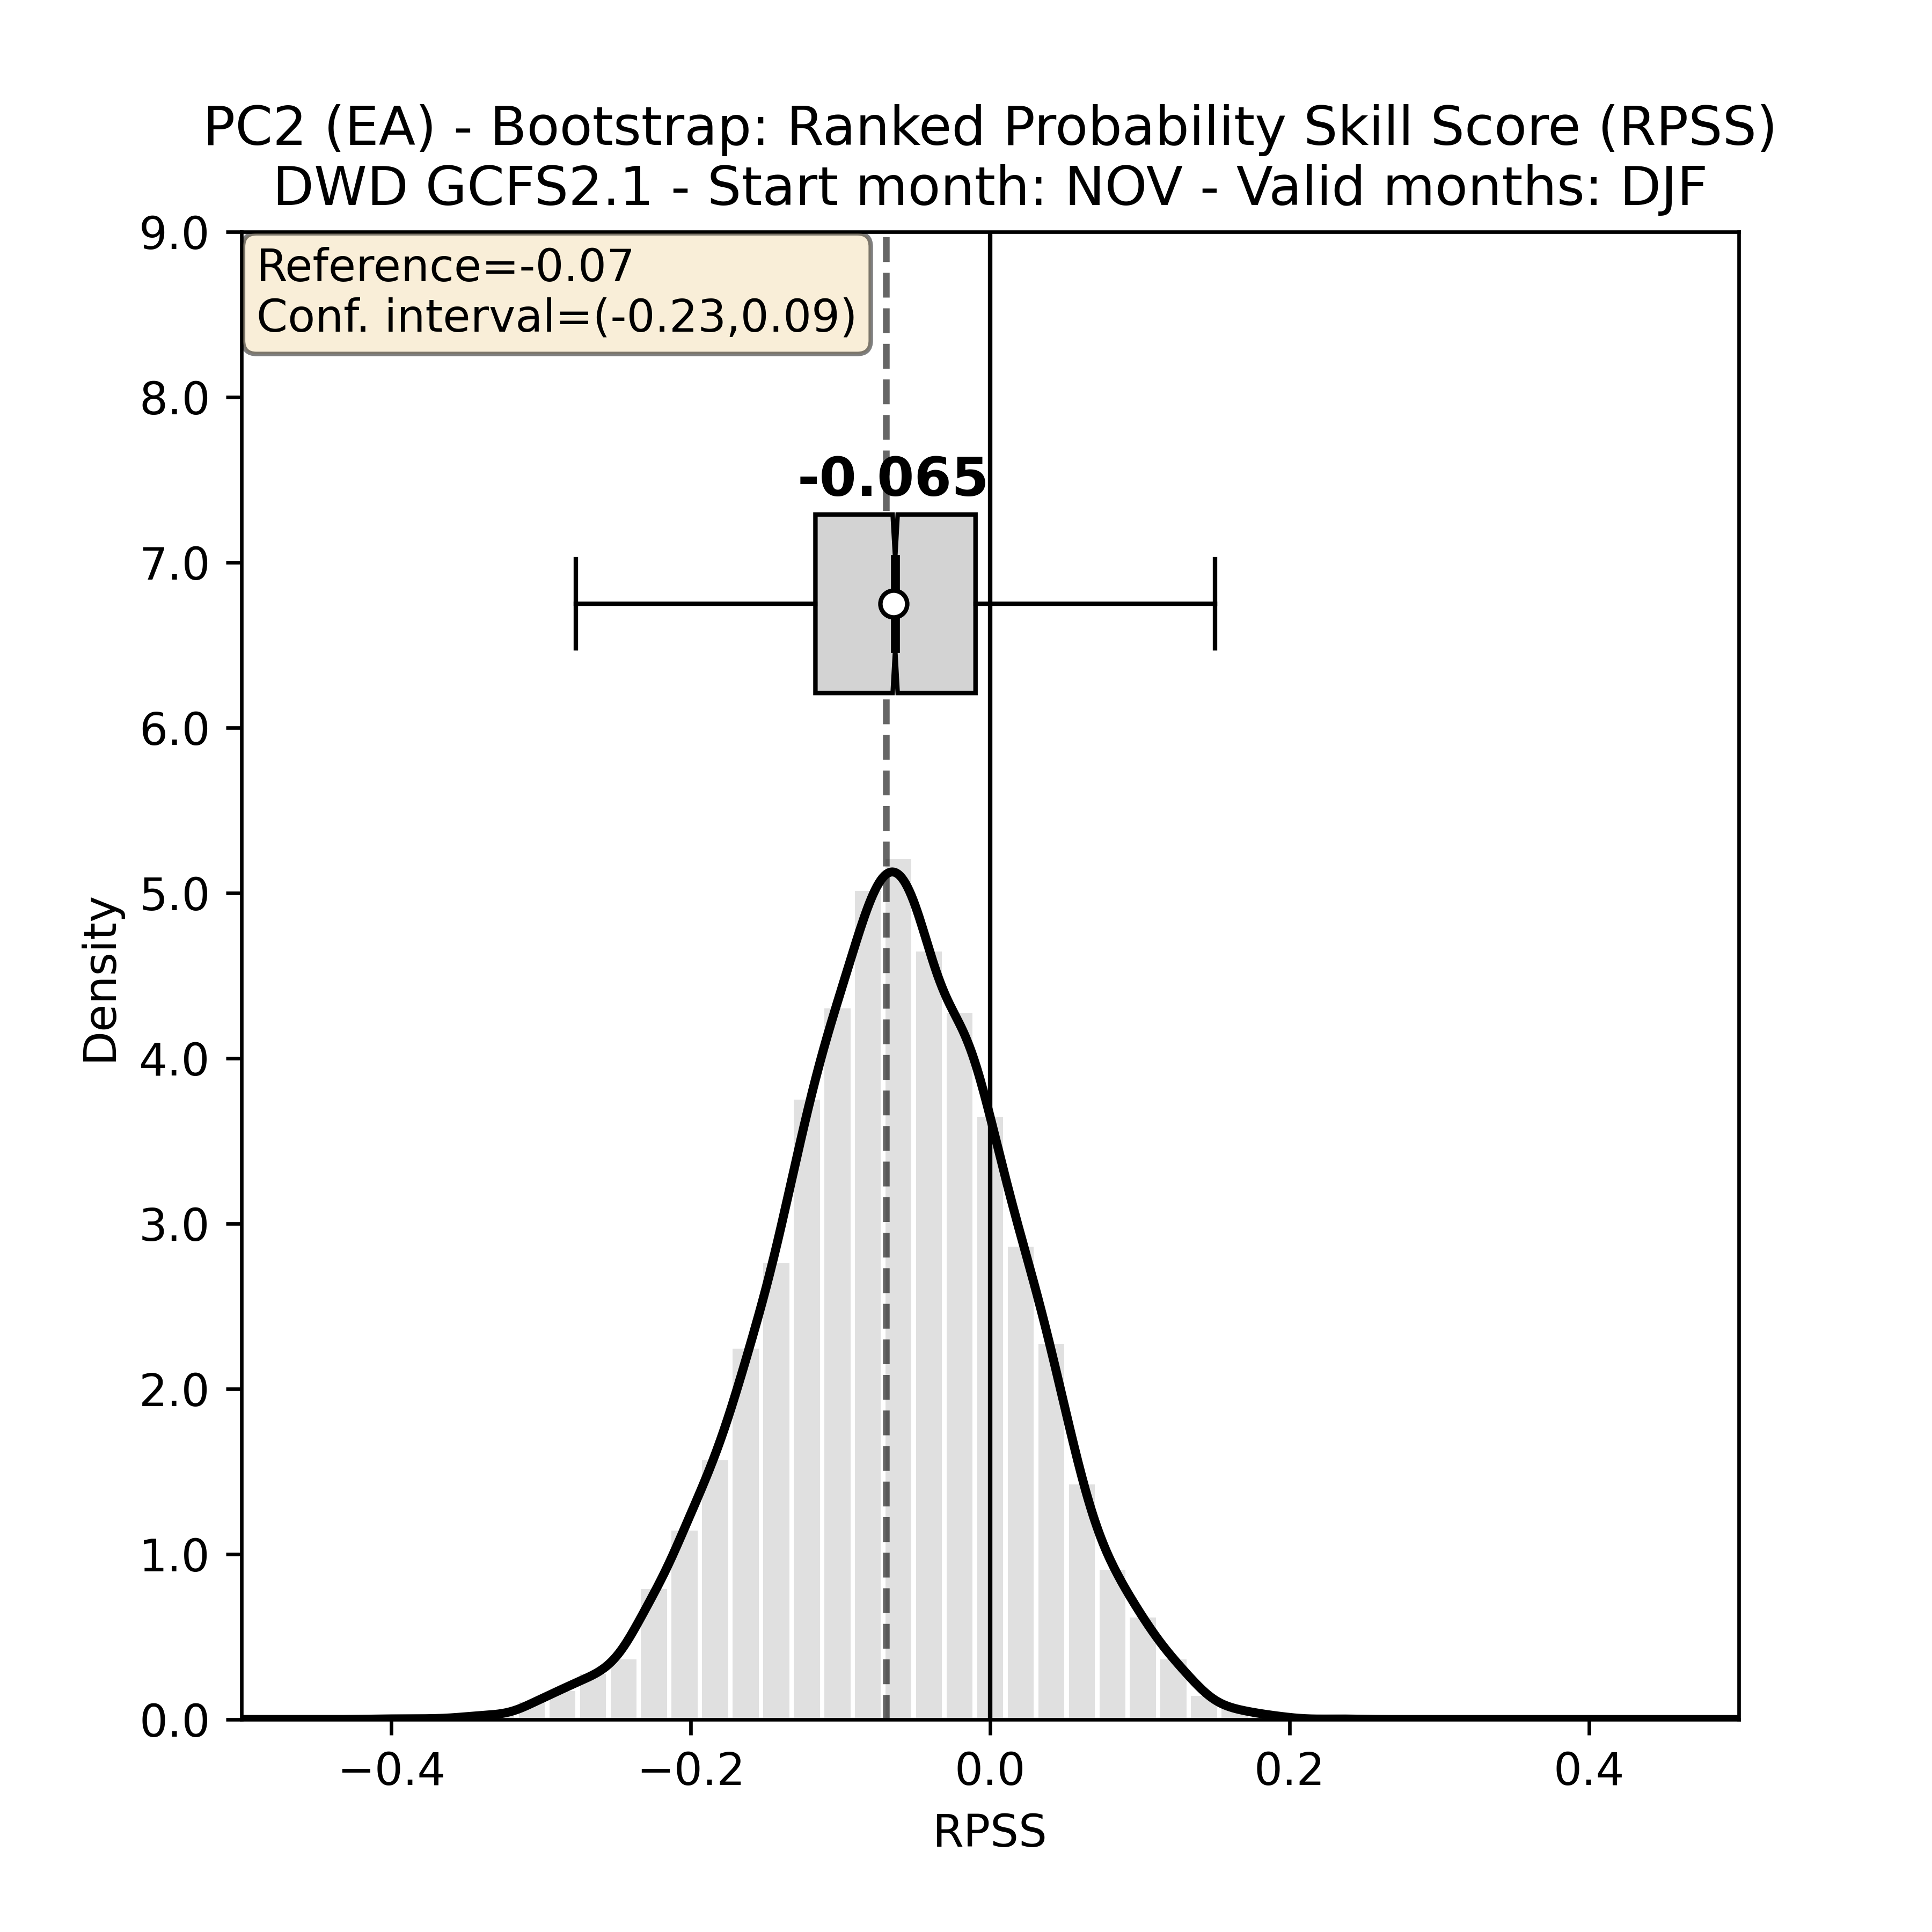 PC2 (EA) - Bootstrap: Ranked Probability Skill Score (RPSS)
DWD GCFS2.1 - Start month: NOV - Valid months: DJF
9.0
Reference=-0.07
Conf. interval=(-0.23,0.09)
8.0
-0.065
7.0
6.0
5.0
Density
4.0
3.0
2.0
1.0
0.0
−0.4 −0.2 0.0 0.2 0.4
RPSS